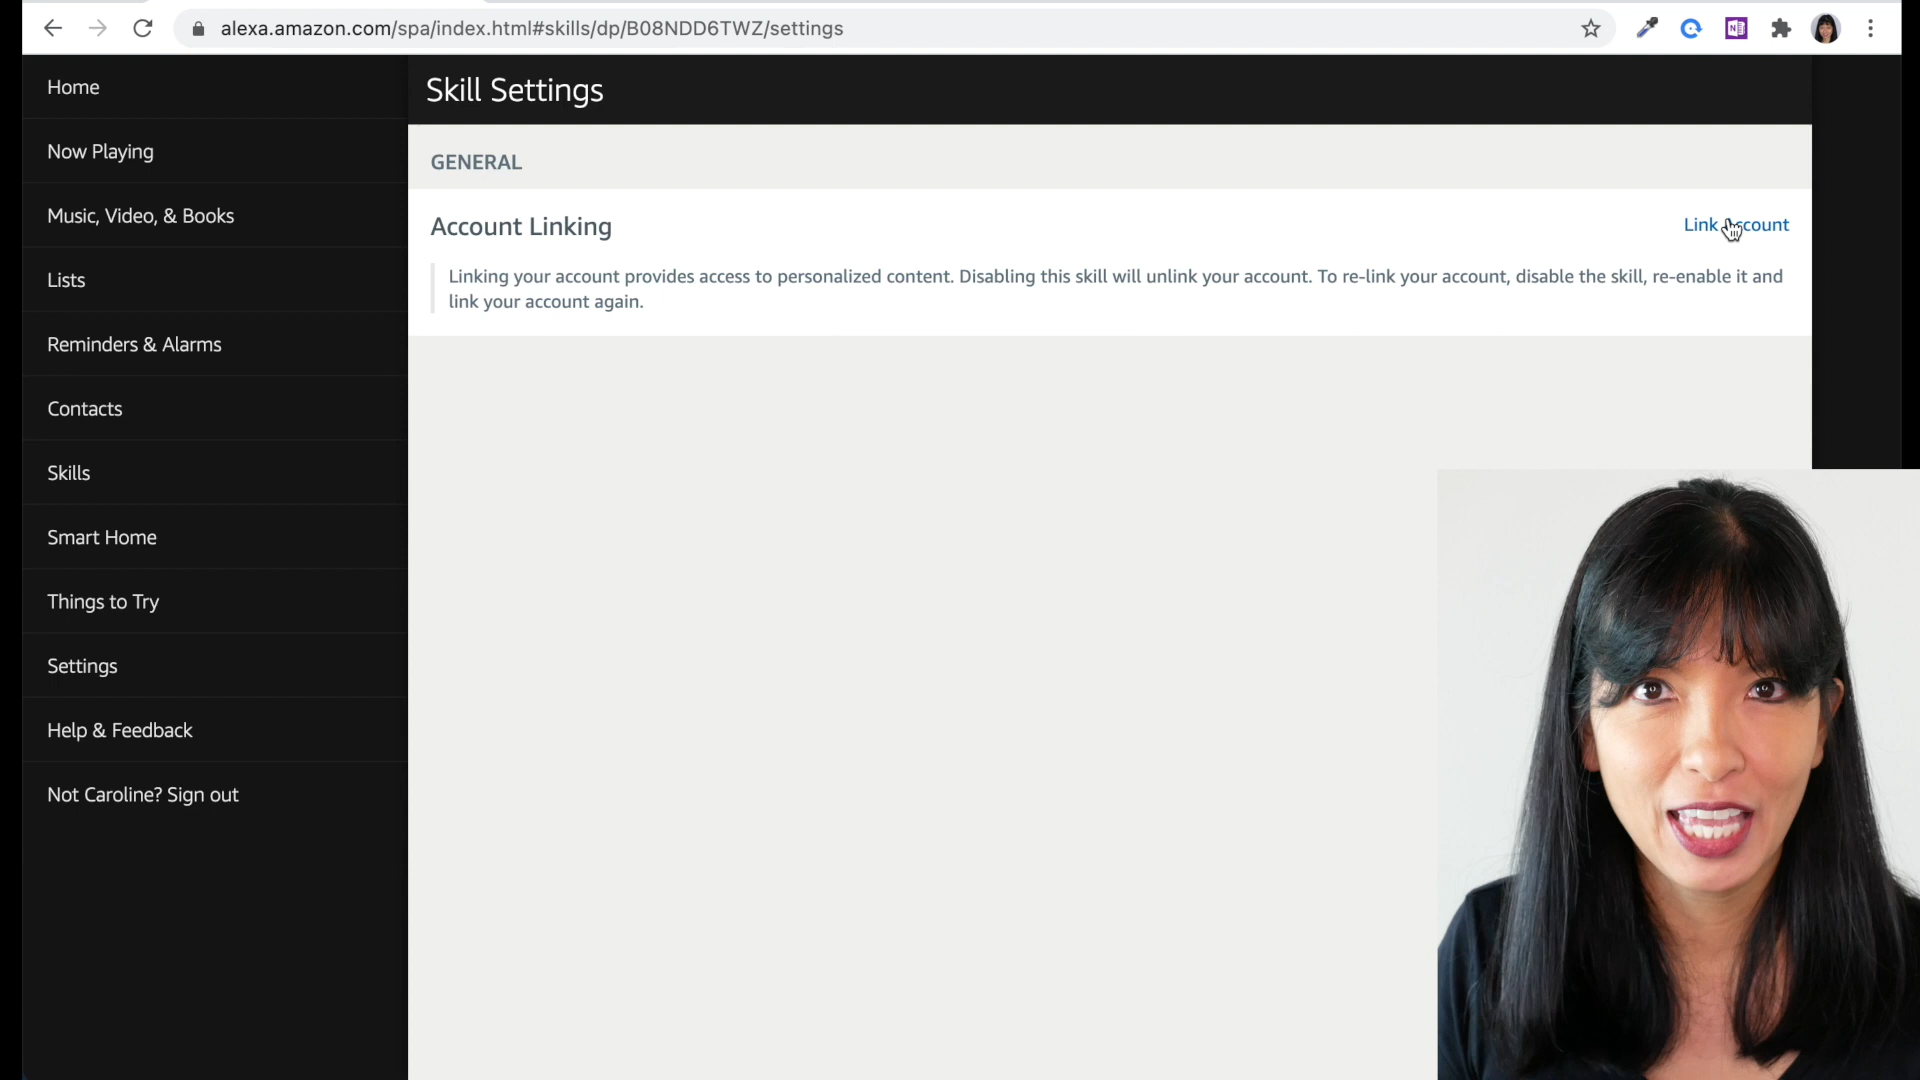 alexa.amazon.com/spa/index.html#skills/dp/B08NDD6TWZ/settings
Home
Now Playing
Music, Video, & Books
Lists
Reminders & Alarms
Contacts
Skills
Smart Home
Things to Try
Settings
Help & Feedback
Not Caroline? Sign out
Skill Settings
GENERAL
Account Linking
Link Account
Linking your account provides access to personalized content. Disabling this skill will unlink your account. To re-link your account, disable the skill, re-enable it and
link your account again.